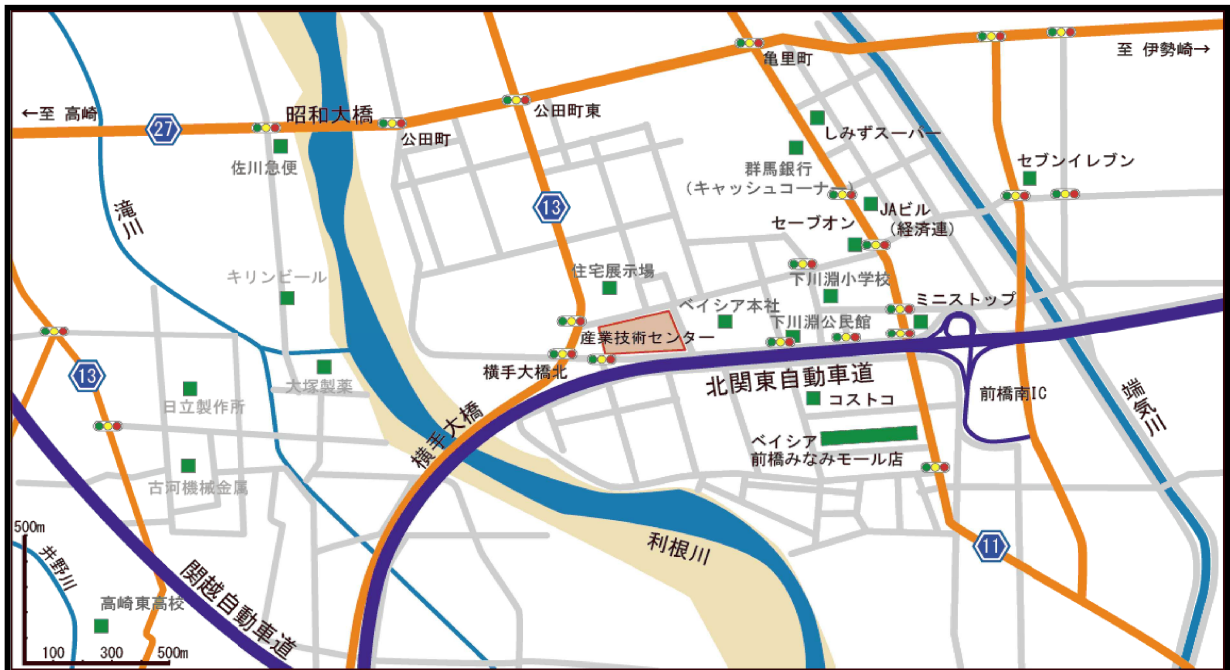 亀里町
至 伊勢崎→
←至 高崎
27
昭和大橋
公田町
公田町東
佐川急便
しみずスーパー
群馬銀行
(キャッシュコーナー)
セブンイレブン
滝川
13
JAビル
(経済連)
セーブオン
キリンビール
住宅展示場
下川淵小学校
ベイシア本社
ミニストップ
下川淵公民館
産業技術センター
横手大橋北
13
大塚製薬
日立製作所
北関東自動車道
前橋南IC
端気川
コストコ
横手大橋
ベイシア
前橋みなみモール店
古河機械金属
利根川
11
500m
井野川
関越自動車道
高崎東高校
100
300
500m